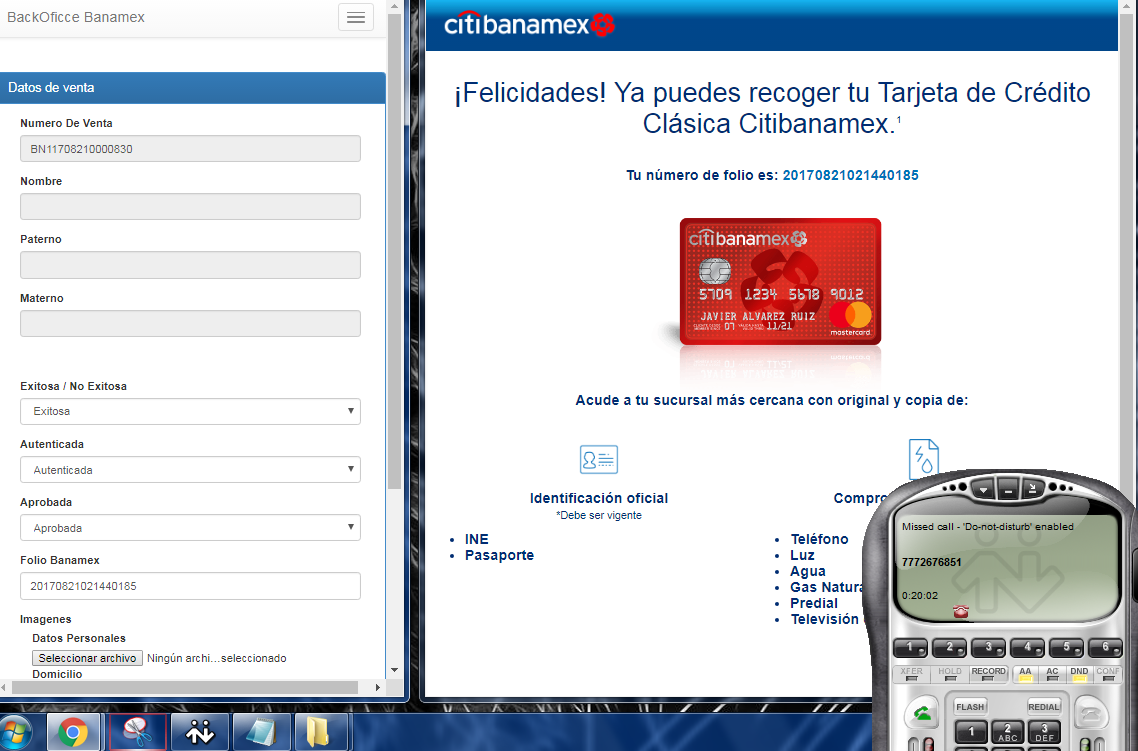 BackOficce Banamex
Datos de venta
Numero De Venta
BN11708210000830
Nombre
Paterno
Materno
Exitosa / No Exitosa
Exitosa
Autenticada
Autenticada
Aprobada
Aprobada
Folio Banamex
20170821021440185
Imagenes
Datos Personales
Seleccionar archivo Ningún archi...seleccionado
Domicilio
citibanamex
¡Felicidades! Ya puedes recoger tu Tarjeta de Crédito
Clásica Citibanamex.¹
Tu número de folio es: 20170821021440185
citibanamex
5709 1234 5678 9012
JAVIER ALVAREZ RUIZ
07 11/21
mastercard
Acude a tu sucursal más cercana con original y copia de:
Identificación oficial
*Debe ser vigente
INE
Pasaporte
Compro
Teléfono
Luz
Agua
Gas Natura
Predial
Televisión
Missed call - 'Do-not-disturb' enabled
7772676851
0:20:02
1 2 3 4 5 6
XFER HOLD RECORD AA AC DND CONF
FLASH REDIAL
1 2 3
ABC DEF